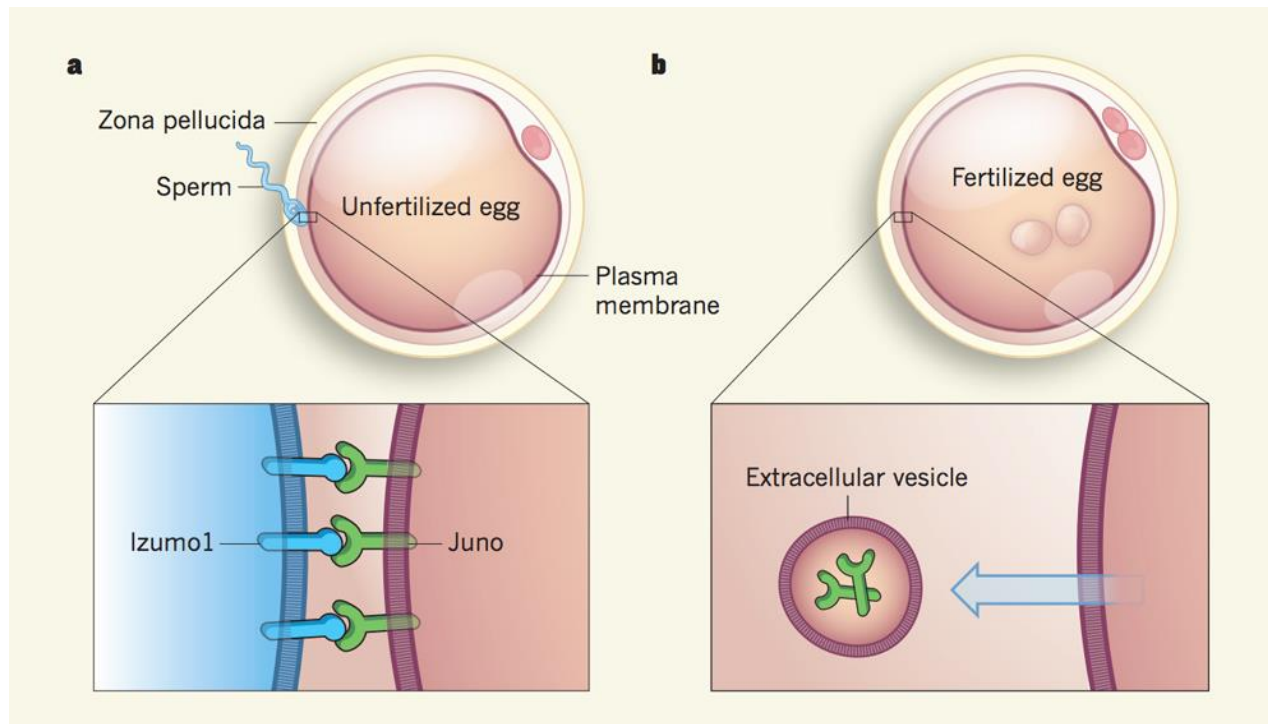 a
Zona pellucida
Sperm
Unfertilized egg
Plasma
membrane
Izumo1
Juno
b
Fertilized egg
Extracellular vesicle